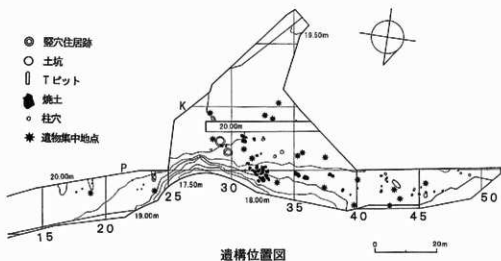 竪穴住居跡
土坑
Tピット
焼土
柱穴
遺物集中地点
19.50m
K
20.00m
P
20.00m
25
17.50m
30
18.00m
35
40
45
50
19.00m
15
20
遺構位置図
0 20m